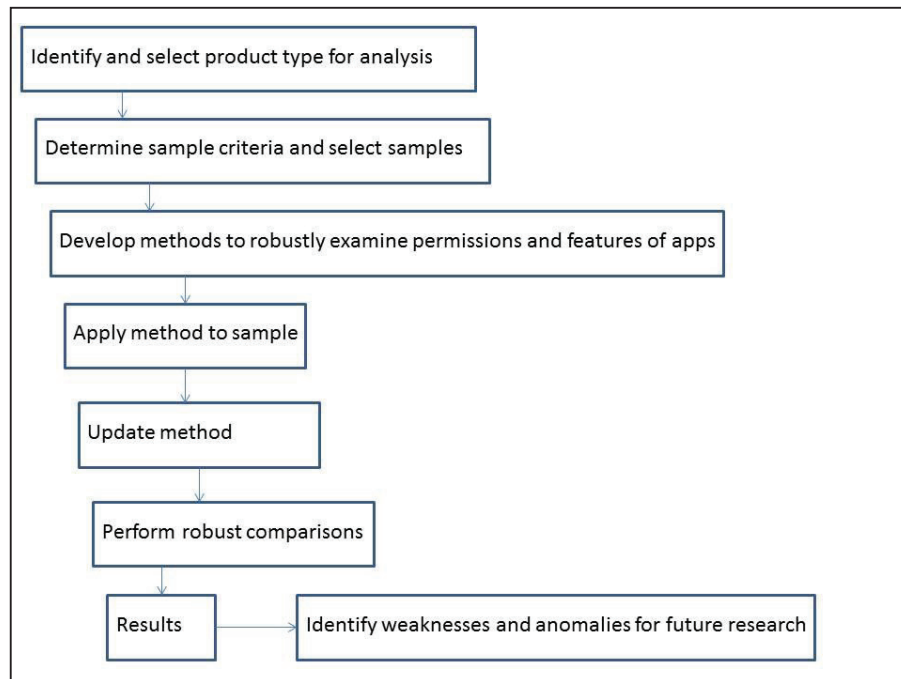 Identify and select product type for analysis
Determine sample criteria and select samples
Develop methods to robustly examine permissions and features of apps
Apply method to sample
Update method
Perform robust comparisons
Results
Identify weaknesses and anomalies for future research